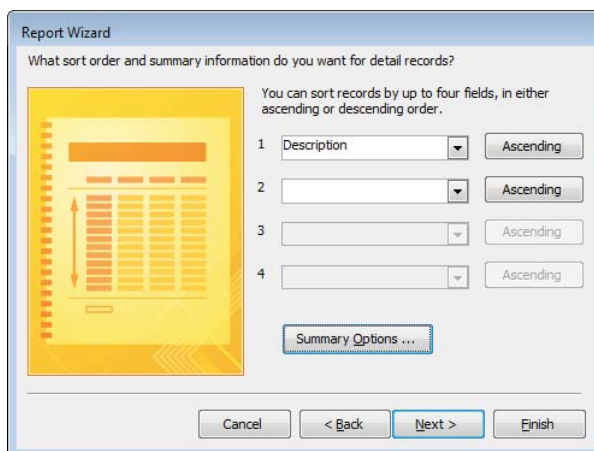 Report Wizard
What sort order and summary information do you want for detail records?
You can sort records by up to four fields, in either
ascending or descending order.
1 Description Ascending
2 Ascending
3 Ascending
4 Ascending
Summary Options ...
Cancel < Back Next > Finish